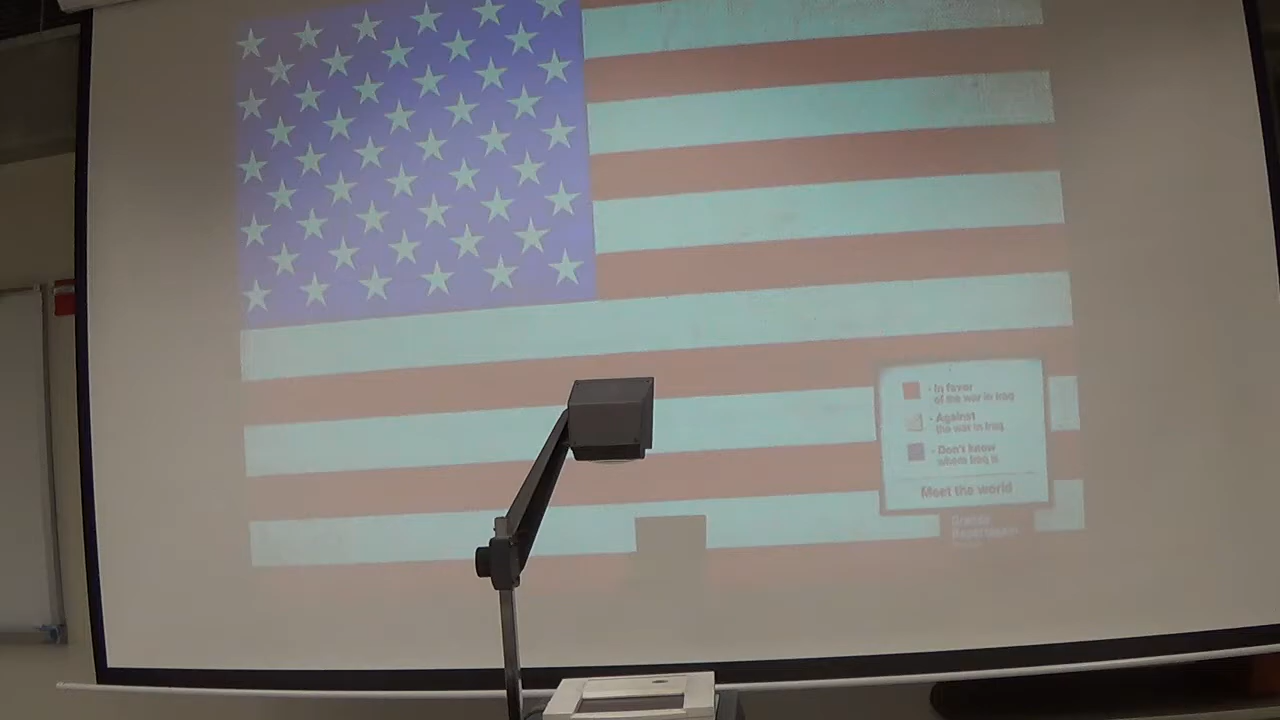 - In favor
of the war in Iraq
- Against
the war in Iraq
- Don't know
where Iraq is
Meet the world